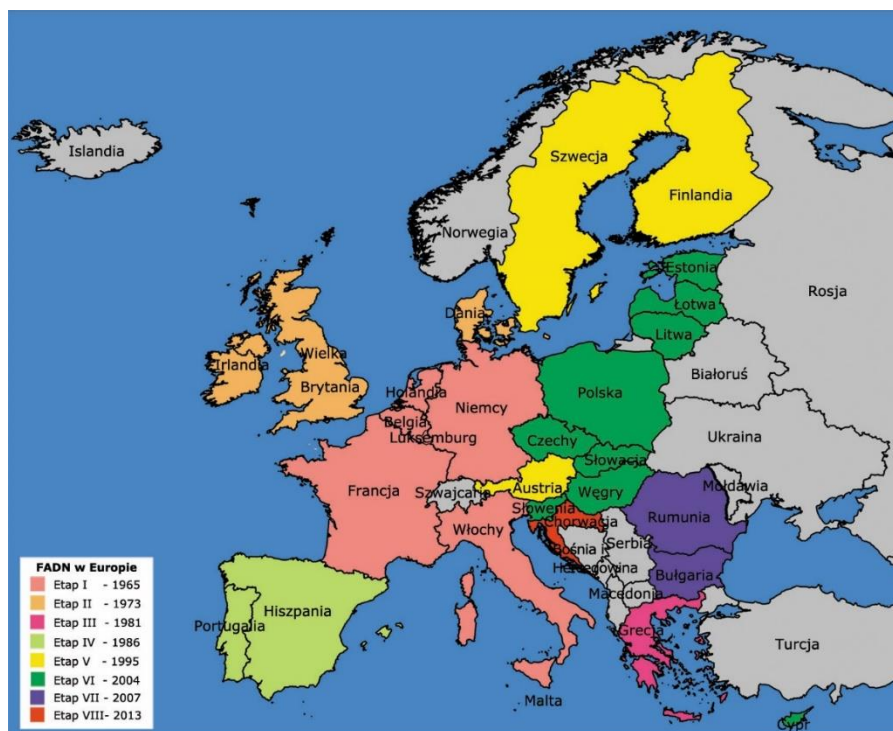 Islandia
Szwecja
Finlandia
Norwegia
Estonia
Rosja
Łotwa
Dania
Litwa
Wielka
Irlandia
Białoruś
Brytania
Holandia
Polska
Niemcy
Belgia
Luksemburg
Czechy
Ukraina
Słowacja
Francja
Szwajcaria
Austria
Węgry
Mołdawia
Słowenia
Chorwacja
Rumunia
Włochy
Serbia
Bośnia i
Hercegowina
Bułgaria
Macedonia
Hiszpania
Portugalia
Grecja
Turcja
Malta
Cypr
FADN w Europie
Etap I - 1965
Etap II - 1973
Etap III - 1981
Etap IV - 1986
Etap V - 1995
Etap VI - 2004
Etap VII - 2007
Etap VIII- 2013